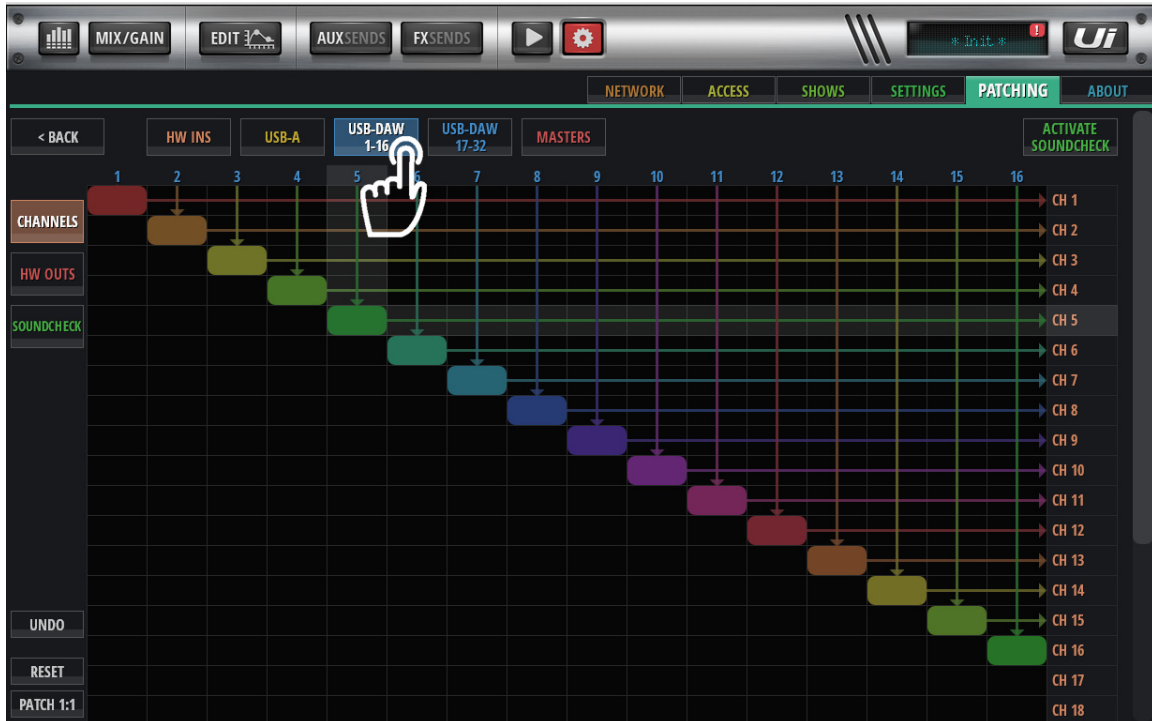 MIX/GAIN EDIT AUXSENDS FXSENDS * Init * ! Ui
NETWORK ACCESS SHOWS SETTINGS PATCHING ABOUT
< BACK HW INS USB-A USB-DAW USB-DAW MASTERS ACTIVATE
1-16 17-32 SOUNDCHECK
1 2 3 4 5 6 7 8 9 10 11 12 13 14 15 16
CHANNELS
HW OUTS
SOUNDCHECK
UNDO
RESET
PATCH 1:1
CH 1
CH 2
CH 3
CH 4
CH 5
CH 6
CH 7
CH 8
CH 9
CH 10
CH 11
CH 12
CH 13
CH 14
CH 15
CH 16
CH 17
CH 18